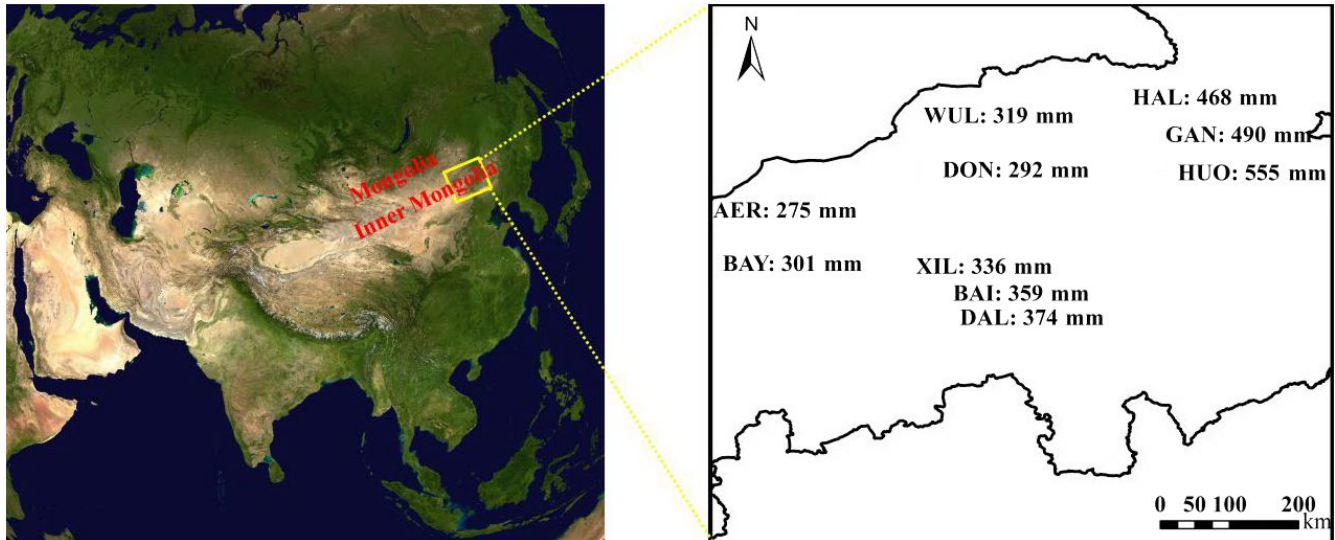 Mongolia
Inner Mongolia
N
WUL: 319 mm
HAL: 468 mm
GAN: 490 mm
DON: 292 mm
HUO: 555 mm
AER: 275 mm
BAY: 301 mm
XIL: 336 mm
BAI: 359 mm
DAL: 374 mm
0 50 100 200
km